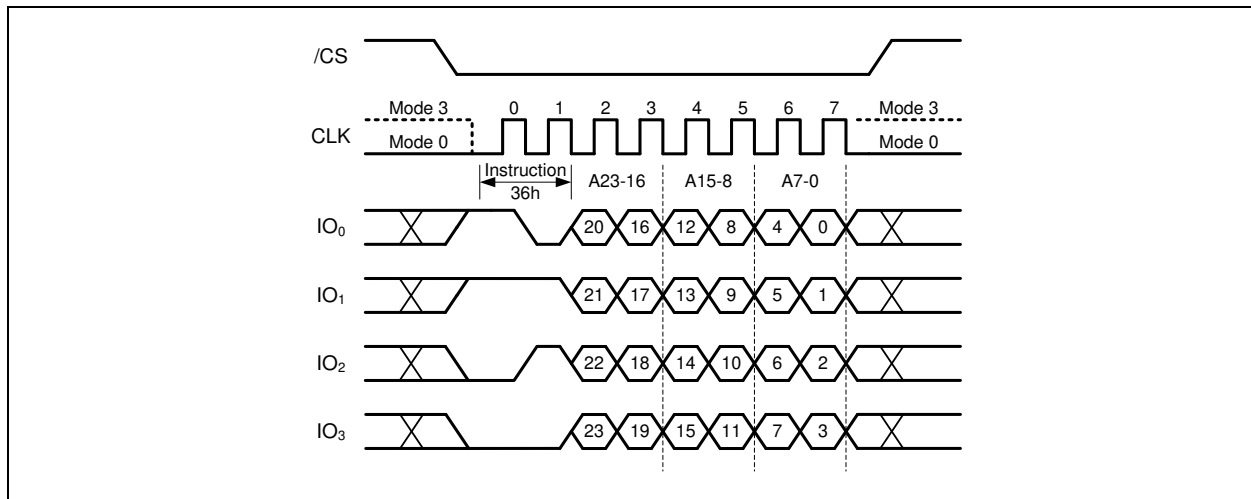 /CS
Mode 3 0 1 2 3 4 5 6 7 Mode 3
CLK
Mode 0 Mode 0
Instruction
36h
A23-16 A15-8 A7-0
IO₀ 20 16 12 8 4 0
IO₁ 21 17 13 9 5 1
IO₂ 22 18 14 10 6 2
IO₃ 23 19 15 11 7 3